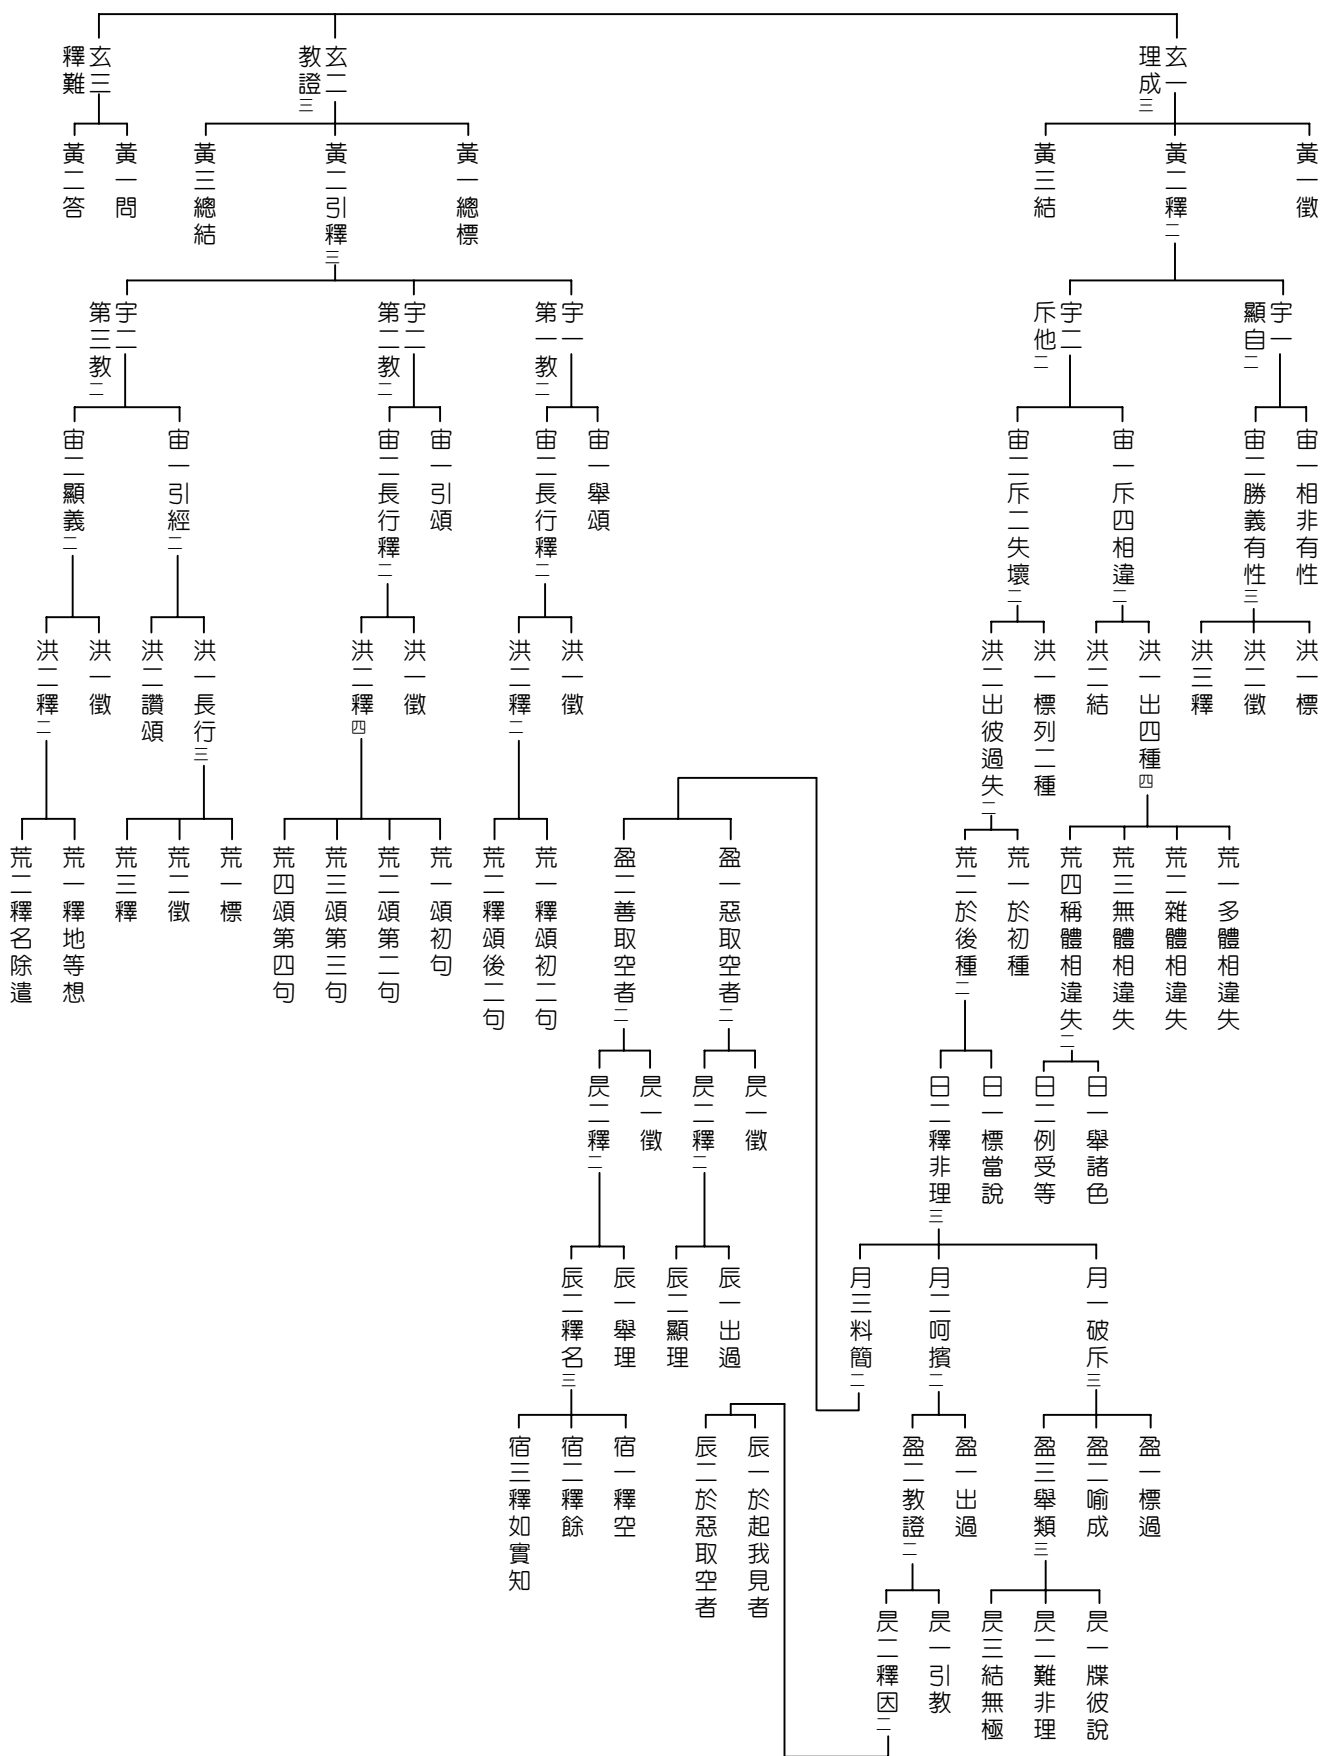 玄一
理成三
玄二
教證三
玄三
釋難
黃一徵
黃二釋二
黃三結
黃一總標
黃二引釋三
黃三總結
黃一問
黃二答
宇一
顯自二
宇二
斥他二
宇一
第一教二
宇二
第二教二
宇二
第三教二
宙一相非有性
宙二勝義有性三
宙一斥四相違二
宙二斥二失壞二
宙一舉頌
宙二長行釋二
宙一引頌
宙二長行釋二
宙一引經二
宙二顯義二
洪一標
洪二徵
洪三釋
洪一出四種四
洪二結
洪一標列二種
洪二出彼過失二
洪一徵
洪二釋二
洪一徵
洪二釋四
洪一長行三
洪二讚頌
洪一徵
洪二釋二
荒一多體相違失
荒二雜體相違失
荒三無體相違失
荒四稱體相違失二
荒一於初種
荒二於後種二
盈一惡取空者二
盈二善取空者二
荒一釋頌初二句
荒二釋頌後二句
荒一頌初句
荒二頌第二句
荒三頌第三句
荒四頌第四句
荒一標
荒二徵
荒三釋
荒一釋地等想
荒二釋名除遣
日一舉諸色
日二例受等
日一標當說
日二釋非理三
昃一徵
昃二釋二
昃一徵
昃二釋二
月一破斥三
月二呵擯二
月三料簡二
辰一出過
辰二顯理
辰一舉理
辰二釋名三
盈一標過
盈二喻成
盈三舉類三
盈一出過
盈二教證二
辰一於起我見者
辰二於惡取空者
宿一釋空
宿二釋餘
宿三釋如實知
昃一牒彼說
昃二難非理
昃三結無極
昃一引教
昃二釋因二